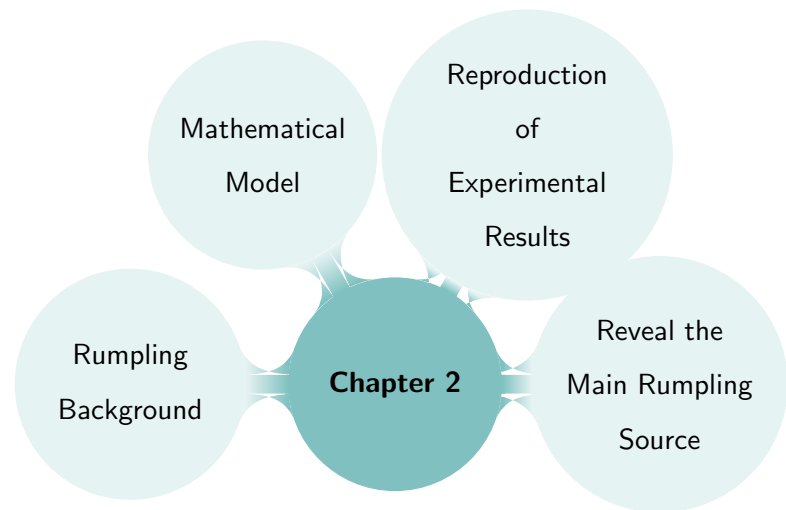 Rumpling
Background
Mathematical
Model
Reproduction
of
Experimental
Results
Reveal the
Main Rumpling
Source
Chapter 2